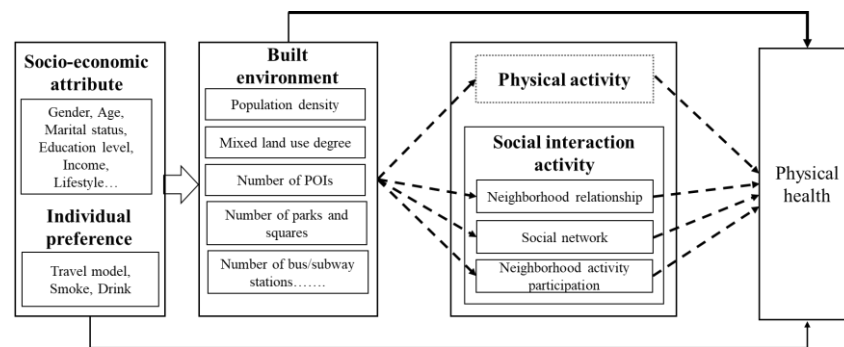 Socio-economic
attribute
Gender, Age,
Marital status,
Education level,
Income,
Lifestyle…
Individual
preference
Travel model,
Smoke, Drink
Built
environment
Population density
Mixed land use degree
Number of POIs
Number of parks and
squares
Number of bus/subway
stations…….
Physical activity
Social interaction
activity
Neighborhood relationship
Social network
Neighborhood activity
participation
Physical
health